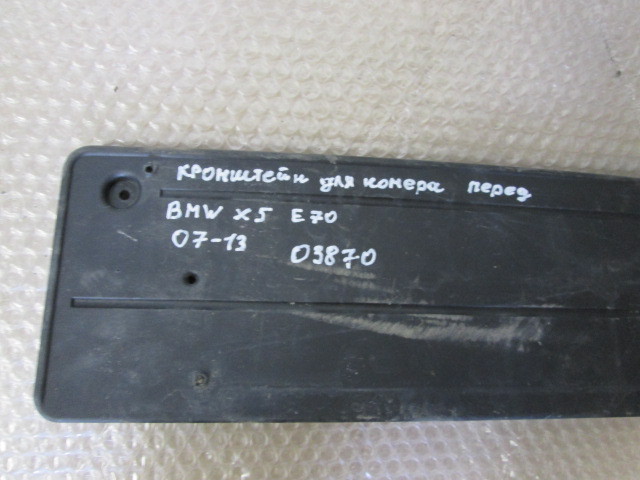 кронштейн для номера перед
BMW X5 E70
07-13 03870